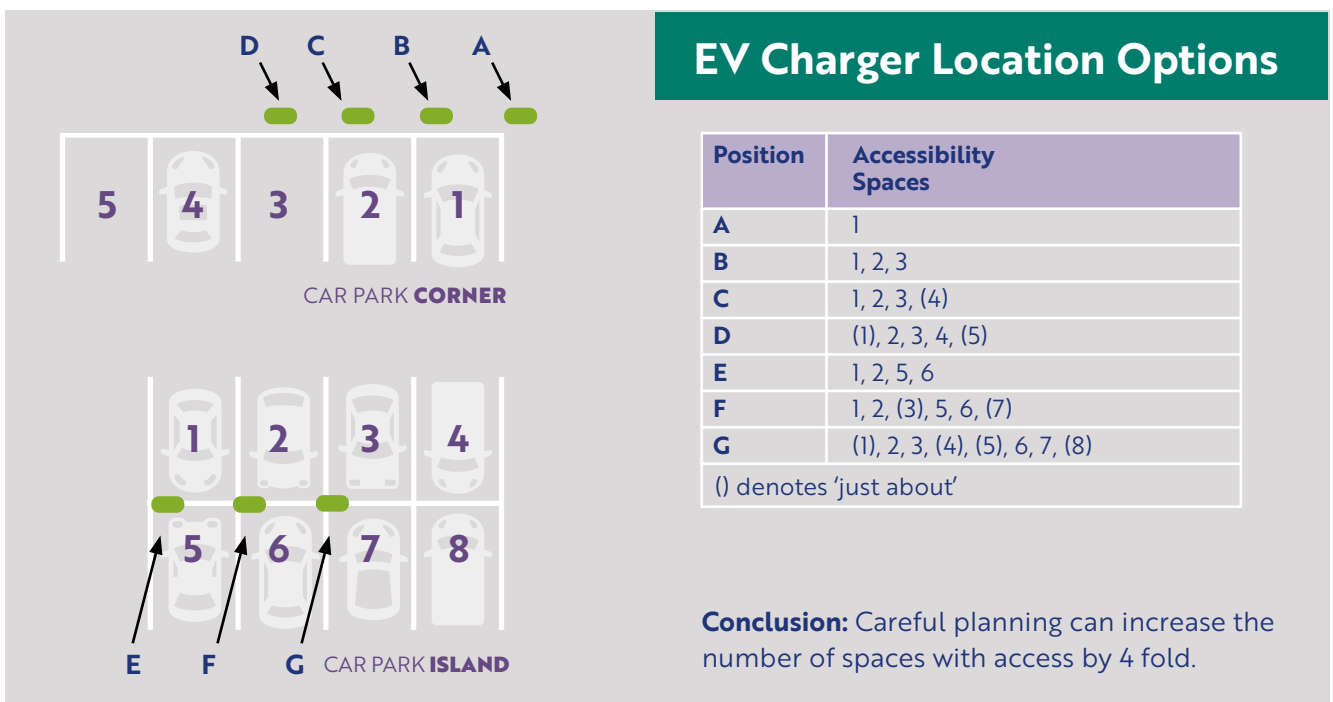 D C B A
5 4 3 2 1
CAR PARK CORNER
1 2 3 4
5 6 7 8
E F G CAR PARK ISLAND
EV Charger Location Options
Position Accessibility
Spaces
A 1
B 1, 2, 3
C 1, 2, 3, (4)
D (1), 2, 3, 4, (5)
E 1, 2, 5, 6
F 1, 2, (3), 5, 6, (7)
G (1), 2, 3, (4), (5), 6, 7, (8)
() denotes ‘just about’
Conclusion: Careful planning can increase the
number of spaces with access by 4 fold.